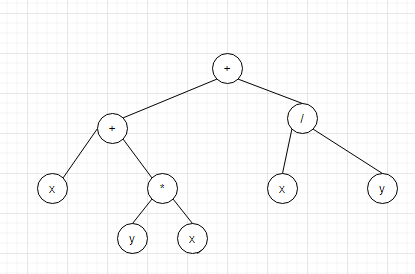 +
+ /
x * x y
y x